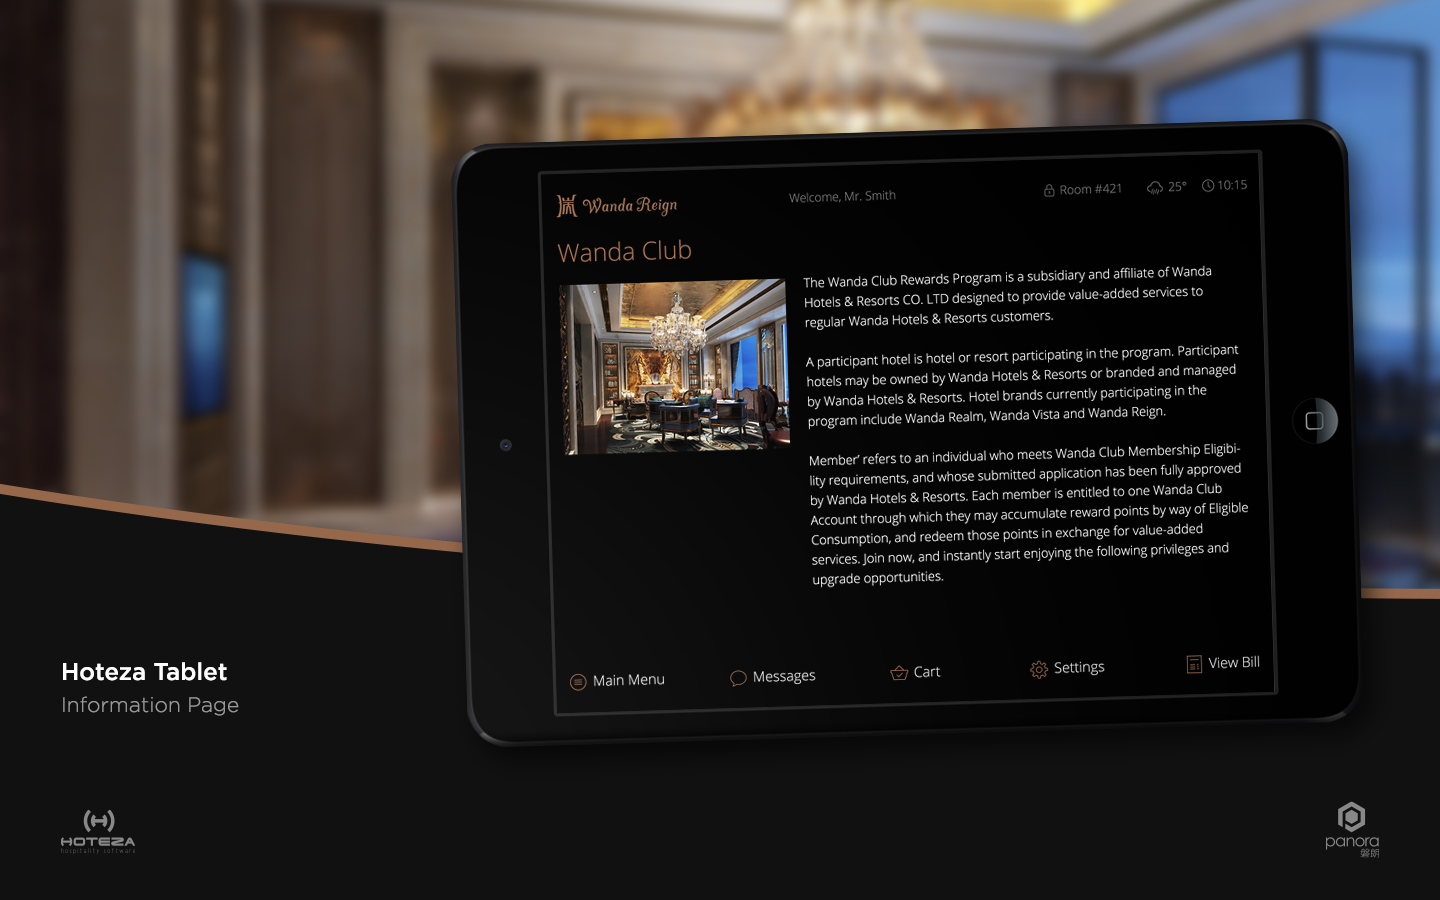 Wanda Reign
Welcome, Mr. Smith
Room #421
25°
10:15
Wanda Club
The Wanda Club Rewards Program is a subsidiary and affiliate of Wanda
Hotels & Resorts CO. LTD designed to provide value-added services to
regular Wanda Hotels & Resorts customers.
A participant hotel is hotel or resort participating in the program. Participant
hotels may be owned by Wanda Hotels & Resorts or branded and managed
by Wanda Hotels & Resorts. Hotel brands currently participating in the
program include Wanda Realm, Wanda Vista and Wanda Reign.
Member’ refers to an individual who meets Wanda Club Membership Eligibi-
lity requirements, and whose submitted application has been fully approved
by Wanda Hotels & Resorts. Each member is entitled to one Wanda Club
Account through which they may accumulate reward points by way of Eligible
Consumption, and redeem those points in exchange for value-added
services. Join now, and instantly start enjoying the following privileges and
upgrade opportunities.
Main Menu
Messages
Cart
Settings
View Bill
Hoteza Tablet
Information Page
HOTEZA
hospitality software
panora
磐朗